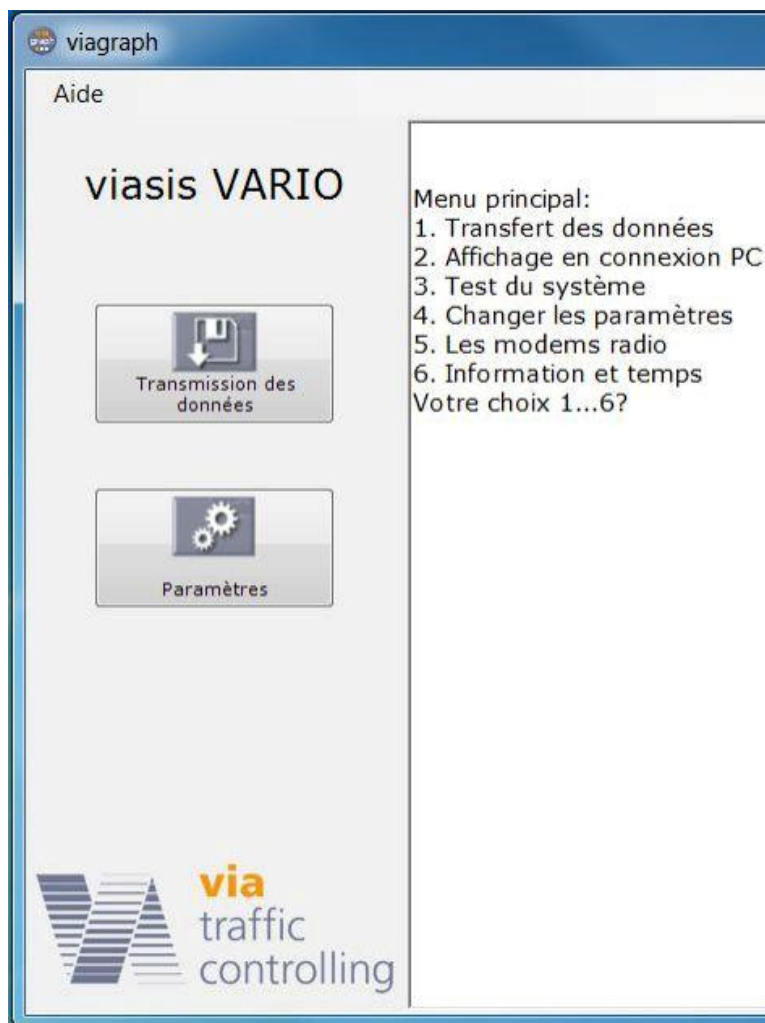 viagraph
Aide
viasis VARIO
Transmission des
données
Paramètres
Menu principal:
1. Transfert des données
2. Affichage en connexion PC
3. Test du système
4. Changer les paramètres
5. Les modems radio
6. Information et temps
Votre choix 1...6?
via
traffic
controlling